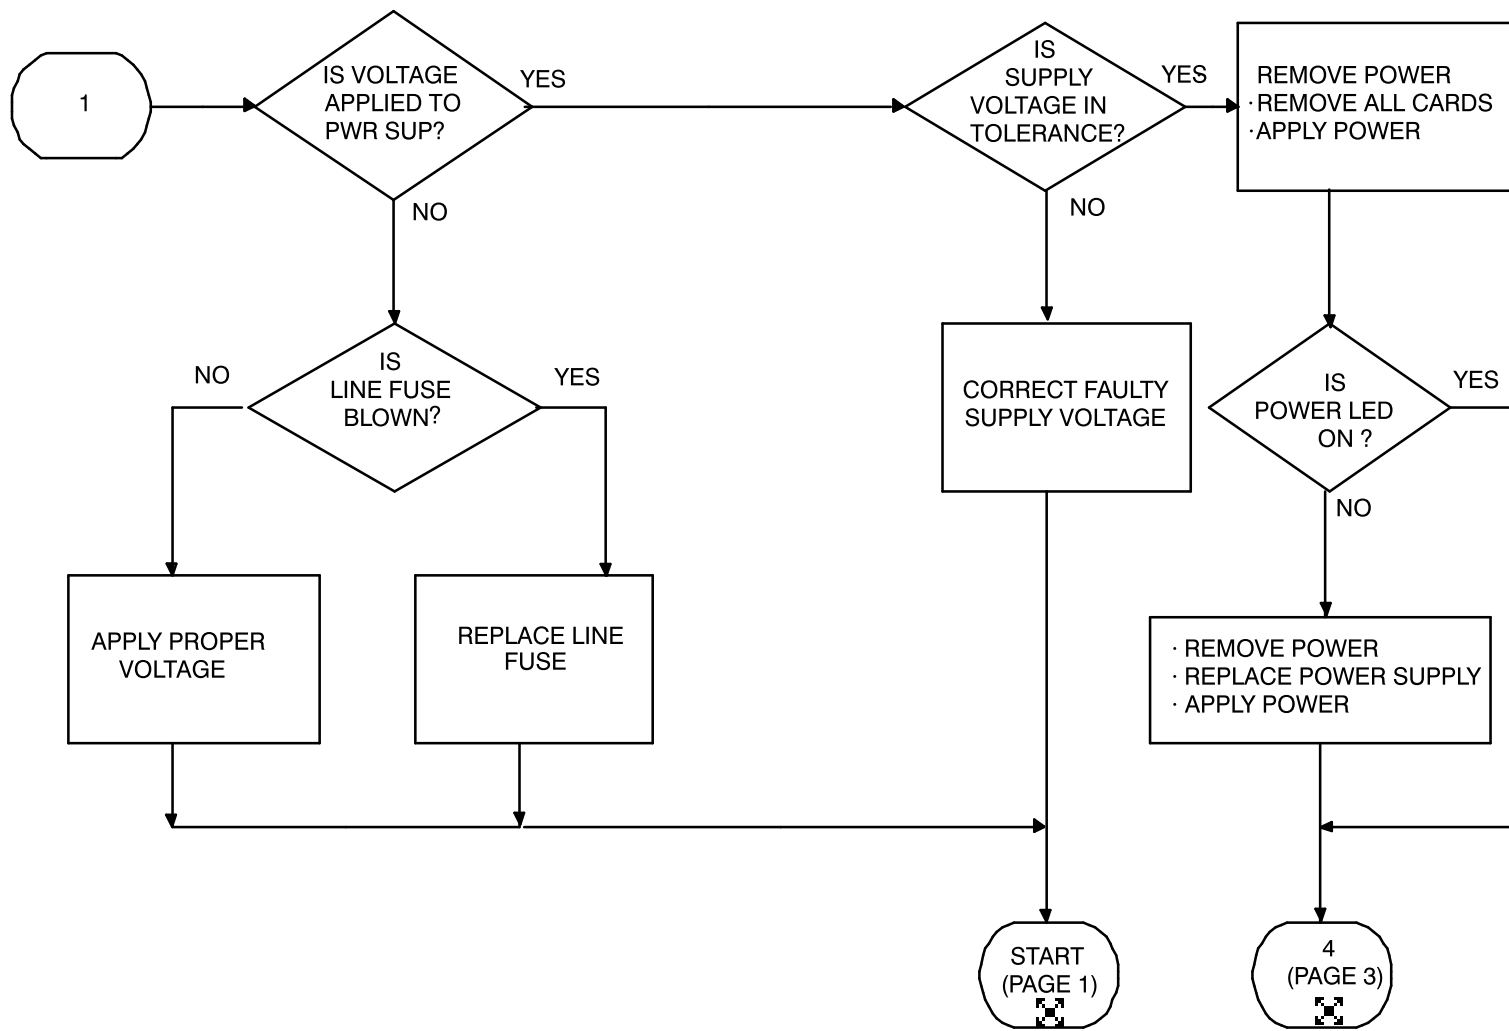 1
IS VOLTAGE
APPLIED TO
PWR SUP?
YES
NO
IS
SUPPLY
VOLTAGE IN
TOLERANCE?
YES
NO
REMOVE POWER
·REMOVE ALL CARDS
·APPLY POWER
IS
LINE FUSE
BLOWN?
NO
YES
CORRECT FAULTY
SUPPLY VOLTAGE
IS
POWER LED
ON ?
YES
NO
APPLY PROPER
VOLTAGE
REPLACE LINE
FUSE
· REMOVE POWER
· REPLACE POWER SUPPLY
· APPLY POWER
START
(PAGE 1)
4
(PAGE 3)